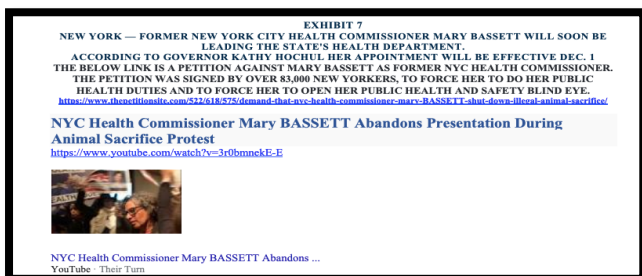 EXHIBIT 7
NEW YORK — FORMER NEW YORK CITY HEALTH COMMISSIONER MARY BASSETT WILL SOON BE
LEADING THE STATE'S HEALTH DEPARTMENT.
ACCORDING TO GOVERNOR KATHY HOCHUL HER APPOINTMENT WILL BE EFFECTIVE DEC. 1
THE BELOW LINK IS A PETITION AGAINST MARY BASSETT AS FORMER NYC HEALTH COMMISSIONER.
THE PETITION WAS SIGNED BY OVER 83,000 NEW YORKERS, TO FORCE HER TO DO HER PUBLIC
HEALTH DUTIES AND TO FORCE HER TO OPEN HER PUBLIC HEALTH AND SAFETY BLIND EYE.
https://www.thepetitionsite.com/522/618/575/demand-that-nyc-health-commissioner-mary-BASSETT-shut-down-illegal-animal-sacrifice/
NYC Health Commissioner Mary BASSETT Abandons Presentation During
Animal Sacrifice Protest
https://www.youtube.com/watch?v=3r0bmnekE-E
NYC Health Commissioner Mary BASSETT Abandons ...
YouTube · Their Turn